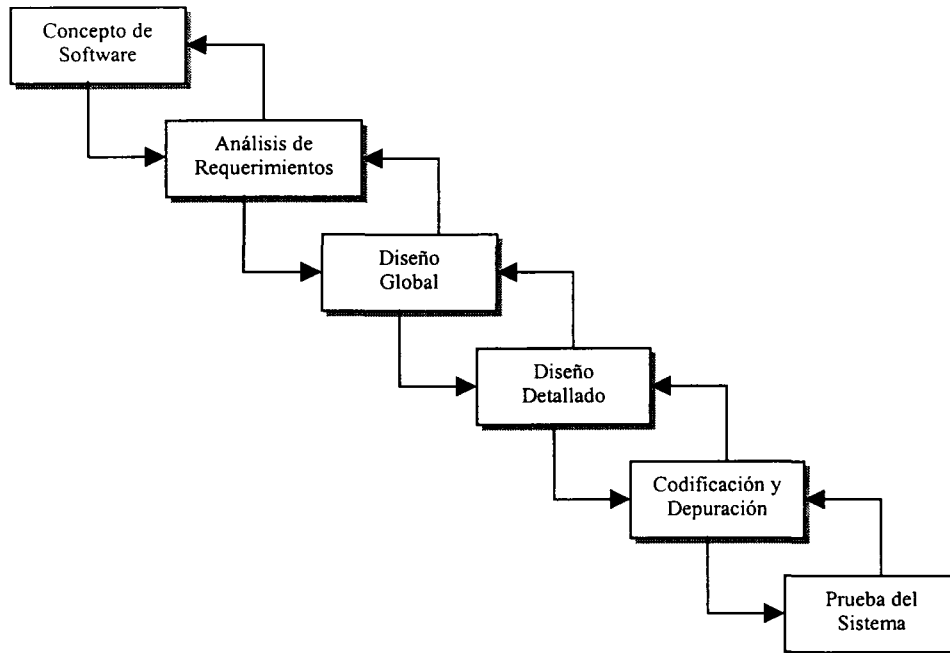 Concepto de
Software
Análisis de
Requerimientos
Diseño
Global
Diseño
Detallado
Codificación y
Depuración
Prueba del
Sistema